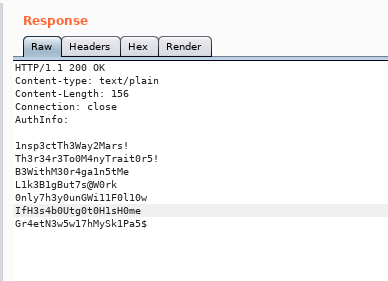 Response
Raw Headers Hex Render
HTTP/1.1 200 OK
Content-type: text/plain
Content-Length: 156
Connection: close
AuthInfo:
1nsp3ctTh3Way2Mars!
Th3r34r3To0M4nyTrait0r5!
B3WithM30r4ga1n5tMe
L1k3B1gBut7s@W0rk
0nly7h3y0unGWi11F0l10w
IfH3s4b0Utg0t0H1sH0me
Gr4etN3w5w17hMySk1Pa5$